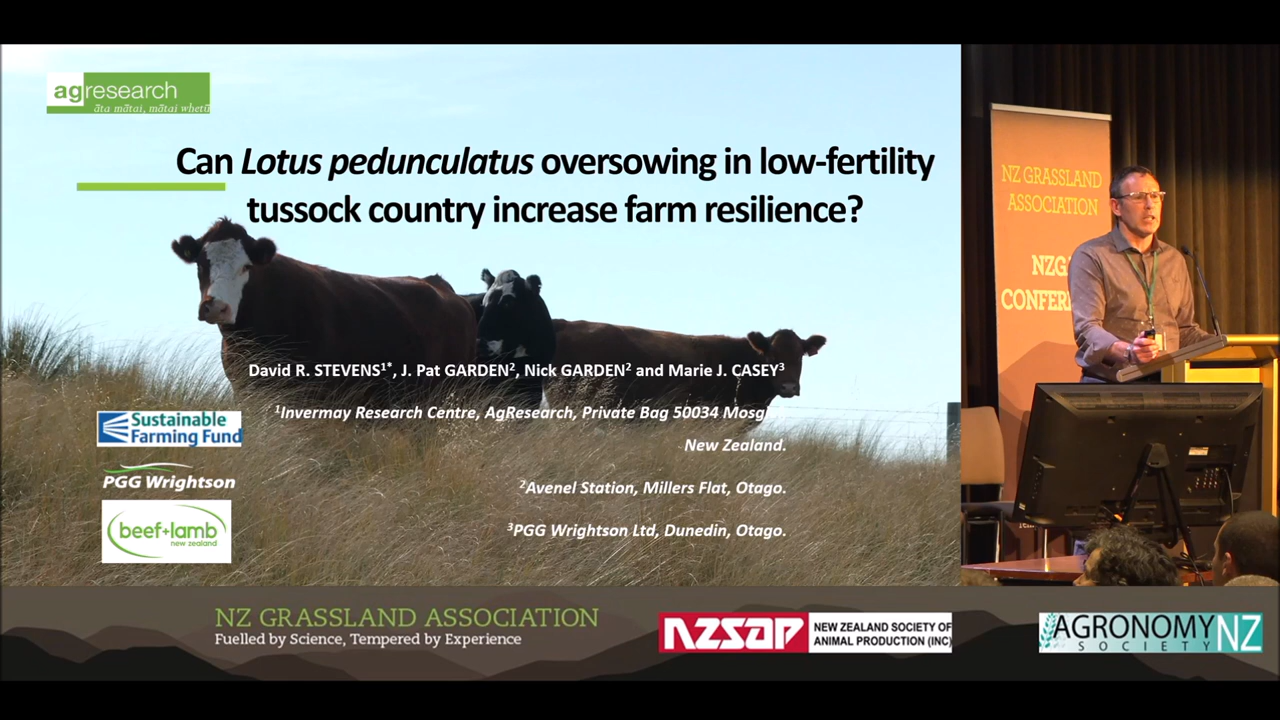 agresearch
āta mātai, mātai whetū
Can Lotus pedunculatus oversowing in low-fertility
tussock country increase farm resilience?
David R. STEVENS¹*, J. Pat GARDEN², Nick GARDEN² and Marie J. CASEY³
¹Invermay Research Centre, AgResearch, Private Bag 50034
New Zealand.
²Avenel Station, Millers Flat, Otago.
³PGG Wrightson Ltd, Dunedin, Otago.
Sustainable
Farming Fund
PGG Wrightson
beef+lamb
new zealand
NZ GRASSLAND
ASSOCIATION
NZ GRASSLAND ASSOCIATION
Fuelled by Science, Tempered by Experience
NZSAP
NEW ZEALAND SOCIETY OF
ANIMAL PRODUCTION (INC)
AGRONOMY NZ
SOCIETY